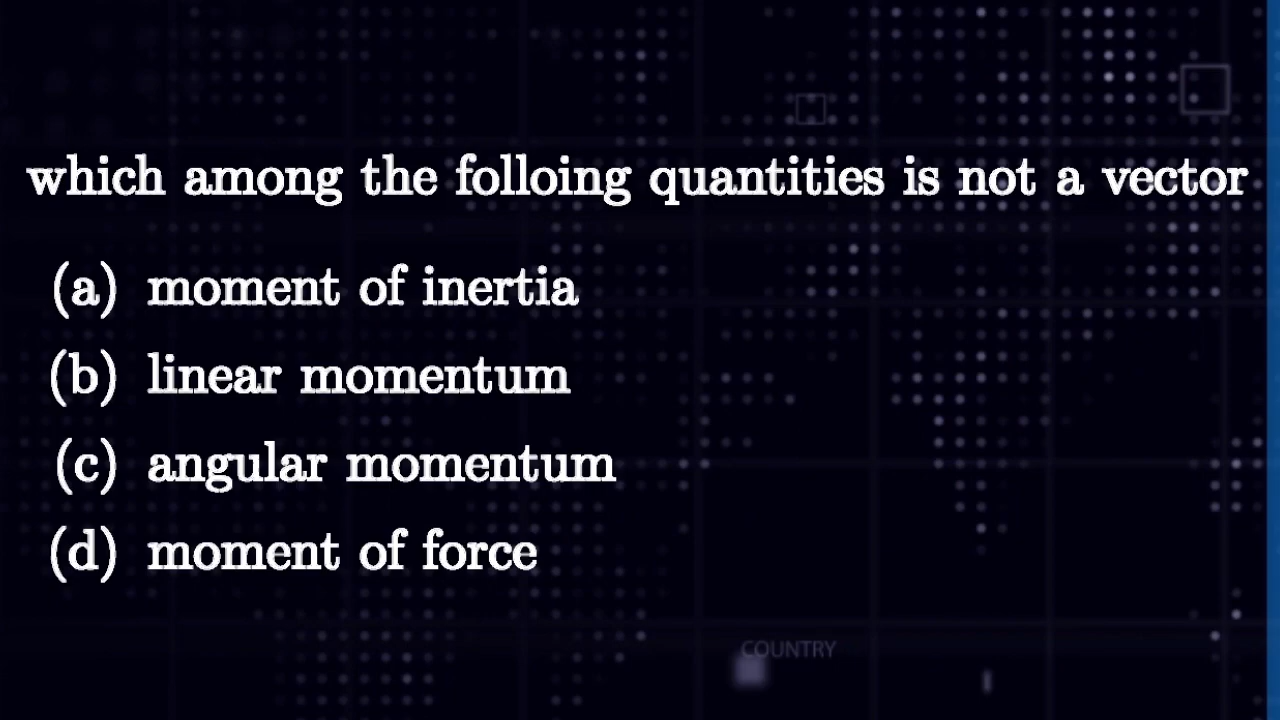 which among the folloing quantities is not a vector
(a) moment of inertia
(b) linear momentum
(c) angular momentum
(d) moment of force
COUNTRY